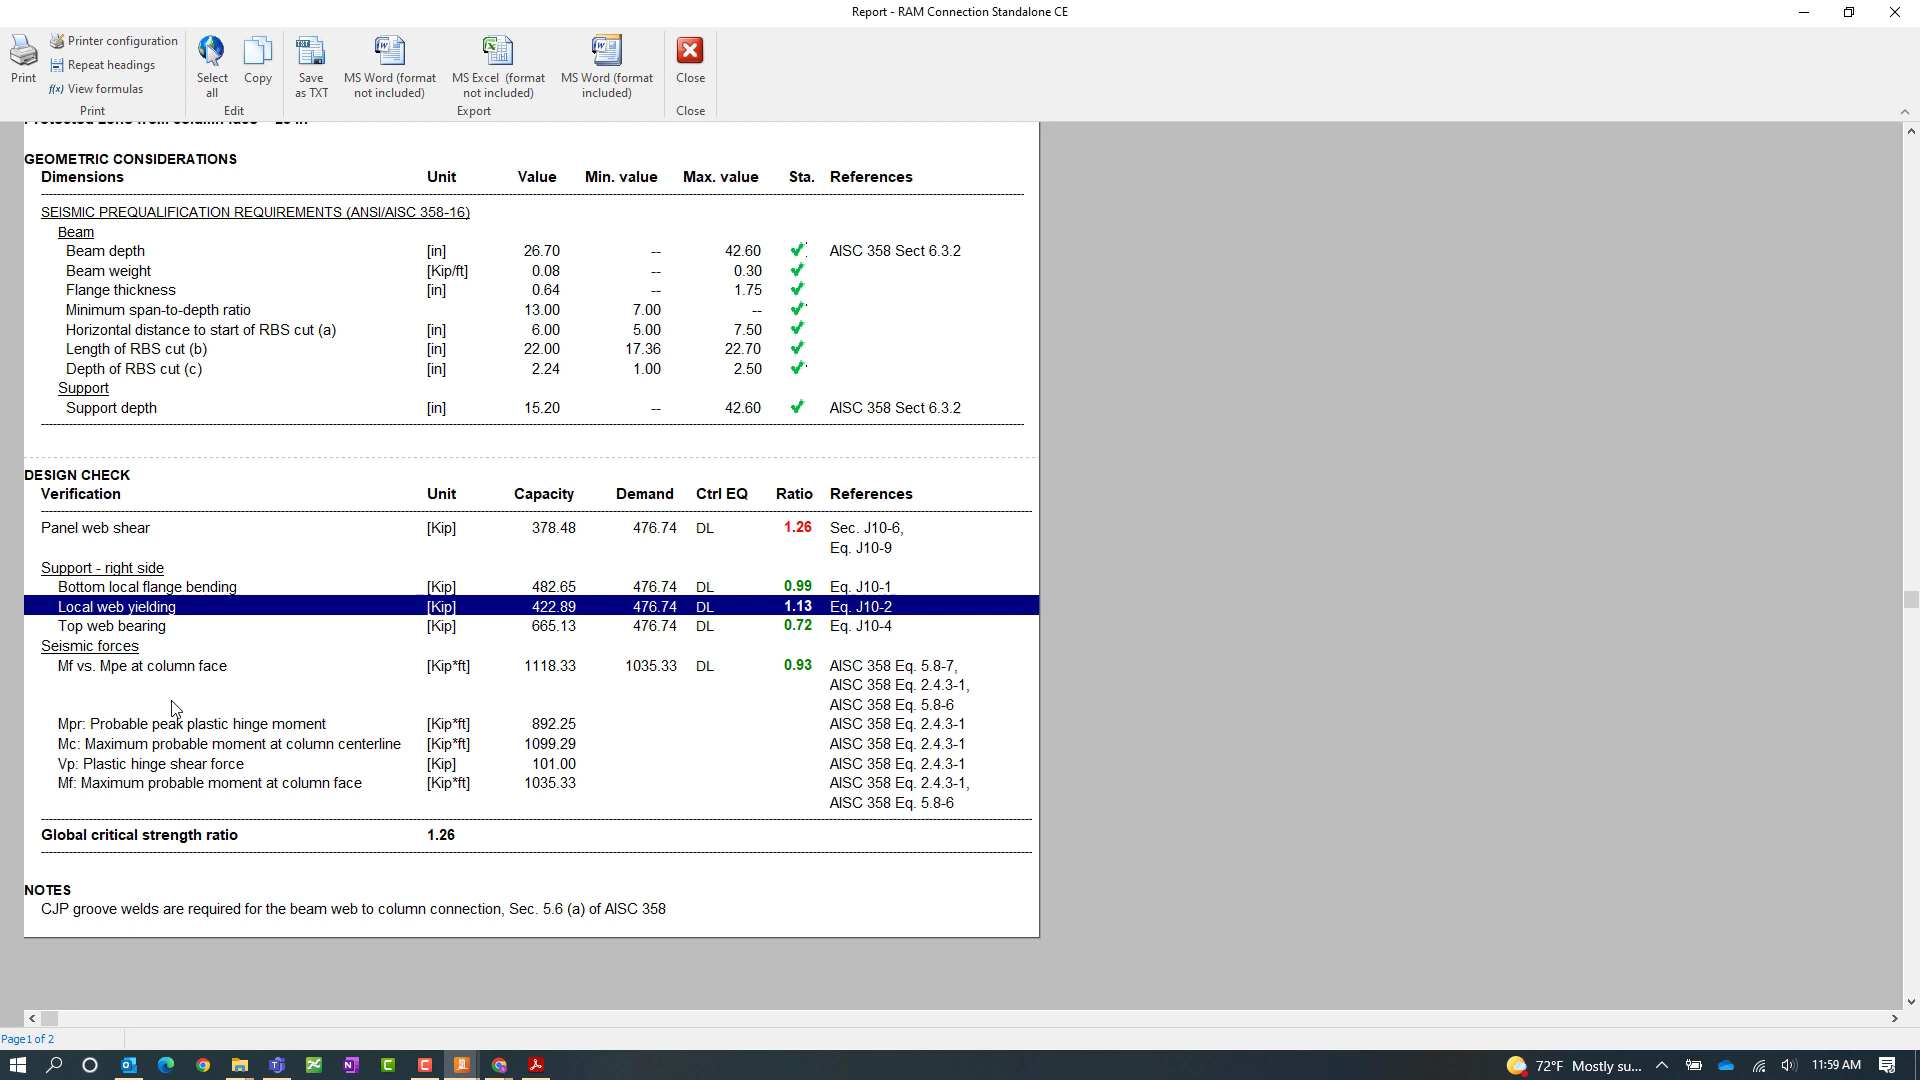 Report - RAM Connection Standalone CE
Print
Printer configuration
Repeat headings
f(x) View formulas
Print
Select all
Copy
Edit
Save as TXT
MS Word (format not included)
MS Excel (format not included)
MS Word (format included)
Export
Close
Close
Protected zone from column face
GEOMETRIC CONSIDERATIONS
Dimensions Unit Value Min. value Max. value Sta. References
SEISMIC PREQUALIFICATION REQUIREMENTS (ANSI/AISC 358-16)
Beam
Beam depth [in] 26.70 -- 42.60 AISC 358 Sect 6.3.2
Beam weight [Kip/ft] 0.08 -- 0.30
Flange thickness [in] 0.64 -- 1.75
Minimum span-to-depth ratio 13.00 7.00 --
Horizontal distance to start of RBS cut (a) [in] 6.00 5.00 7.50
Length of RBS cut (b) [in] 22.00 17.36 22.70
Depth of RBS cut (c) [in] 2.24 1.00 2.50
Support
Support depth [in] 15.20 -- 42.60 AISC 358 Sect 6.3.2
DESIGN CHECK
Verification Unit Capacity Demand Ctrl EQ Ratio References
Panel web shear [Kip] 378.48 476.74 DL 1.26 Sec. J10-6,
Eq. J10-9
Support - right side
Bottom local flange bending [Kip] 482.65 476.74 DL 0.99 Eq. J10-1
Local web yielding [Kip] 422.89 476.74 DL 1.13 Eq. J10-2
Top web bearing [Kip] 665.13 476.74 DL 0.72 Eq. J10-4
Seismic forces
Mf vs. Mpe at column face [Kip*ft] 1118.33 1035.33 DL 0.93 AISC 358 Eq. 5.8-7,
AISC 358 Eq. 2.4.3-1,
AISC 358 Eq. 5.8-6
Mpr: Probable peak plastic hinge moment [Kip*ft] 892.25 AISC 358 Eq. 2.4.3-1
Mc: Maximum probable moment at column centerline [Kip*ft] 1099.29 AISC 358 Eq. 2.4.3-1
Vp: Plastic hinge shear force [Kip] 101.00 AISC 358 Eq. 2.4.3-1
Mf: Maximum probable moment at column face [Kip*ft] 1035.33 AISC 358 Eq. 2.4.3-1,
AISC 358 Eq. 5.8-6
Global critical strength ratio 1.26
NOTES
CJP groove welds are required for the beam web to column connection, Sec. 5.6 (a) of AISC 358
Page1 of 2
72°F Mostly su... 11:59 AM